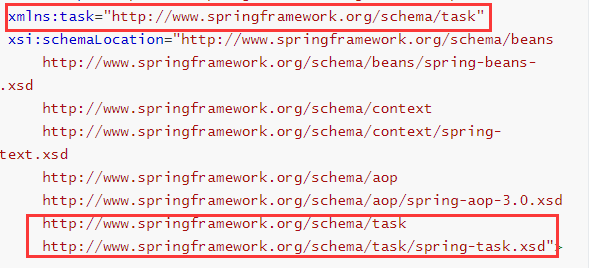 xmlns:task="http://www.springframework.org/schema/task"
xsi:schemaLocation="http://www.springframework.org/schema/beans
http://www.springframework.org/schema/beans/spring-beans-
.xsd
http://www.springframework.org/schema/context
http://www.springframework.org/schema/context/spring-
text.xsd
http://www.springframework.org/schema/aop
http://www.springframework.org/schema/aop/spring-aop-3.0.xsd
http://www.springframework.org/schema/task
http://www.springframework.org/schema/task/spring-task.xsd">